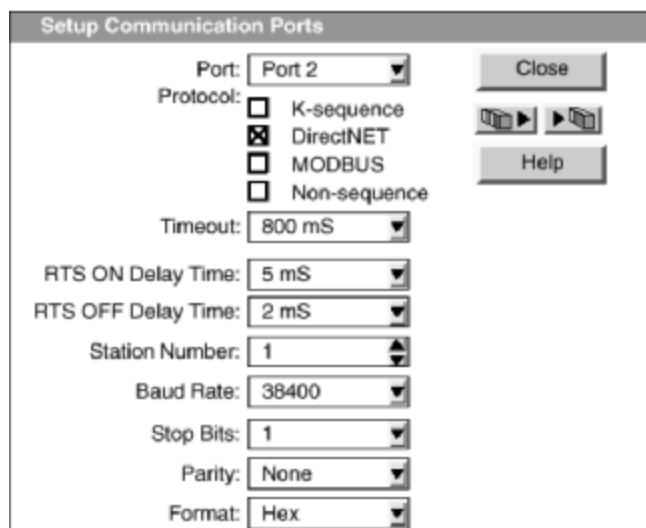 Setup Communication Ports
Port: Port 2 Close
Protocol:
K-sequence
DirectNET
MODBUS Help
Non-sequence
Timeout: 800 mS
RTS ON Delay Time: 5 mS
RTS OFF Delay Time: 2 mS
Station Number: 1
Baud Rate: 38400
Stop Bits: 1
Parity: None
Format: Hex